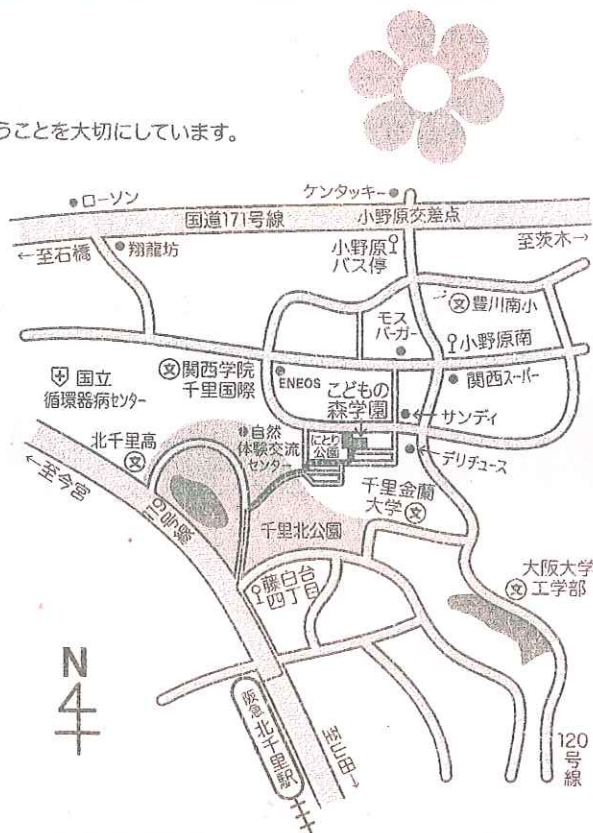 うことを大切にしています。
ローソン
ケンタッキー
国道171号線
小野原交差点
←至石橋
翔龍坊
小野原
バス停
至茨木→
文豊川南小
モス
バーガー
小野原南
国立
循環器病センター
文関西学院
千里国際
ENEOS
こどもの
森学園
関西スーパー
←サンディ
北千里高
文
自然
体験交流
センター
にとり
公園
←デリチュース
←至今宮
千里金蘭
大学文
千里北公園
大阪大学
文工学部
藤白台
四丁目
N
阪急北千里駅
120
号線